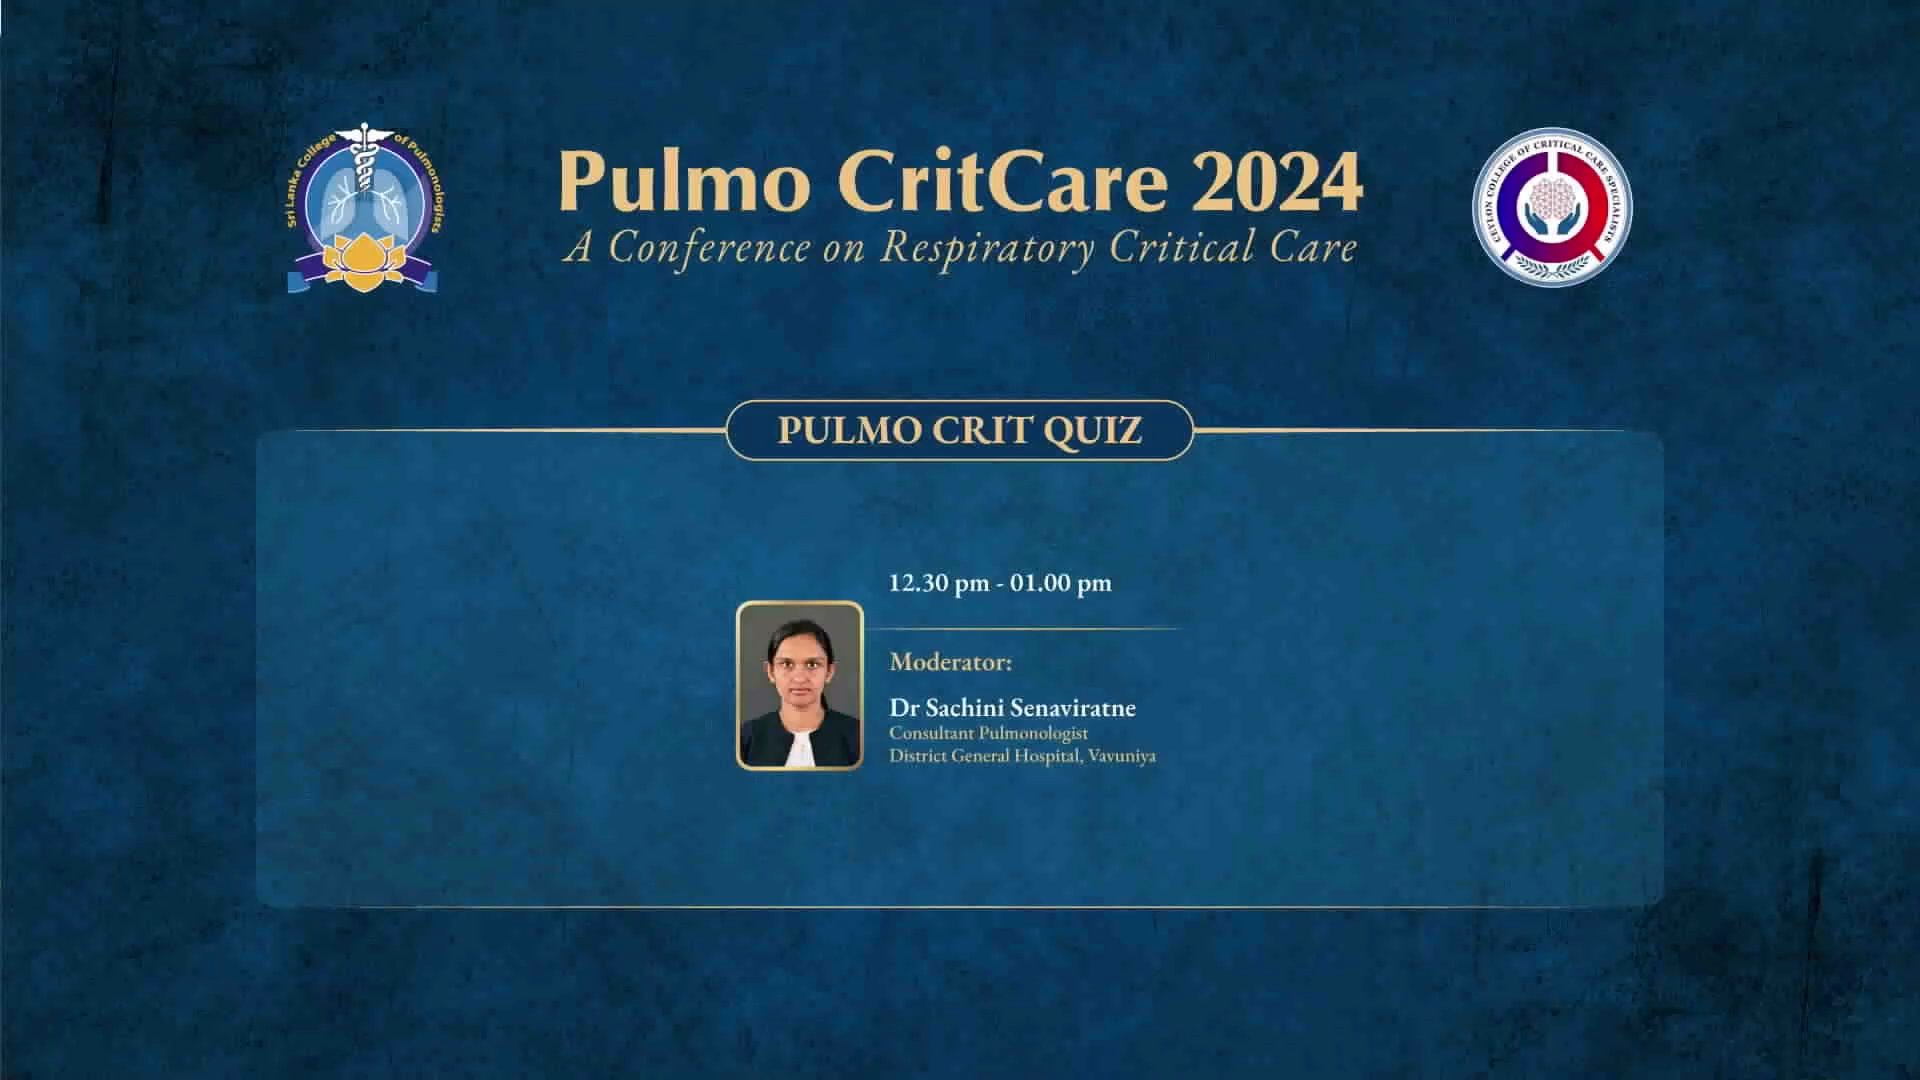 Sri Lanka College of Pulmonologists
Pulmo CritCare 2024
A Conference on Respiratory Critical Care
CEYLON COLLEGE OF CRITICAL CARE SPECIALISTS
PULMO CRIT QUIZ
12.30 pm - 01.00 pm
Moderator:
Dr Sachini Senaviratne
Consultant Pulmonologist
District General Hospital, Vavuniya